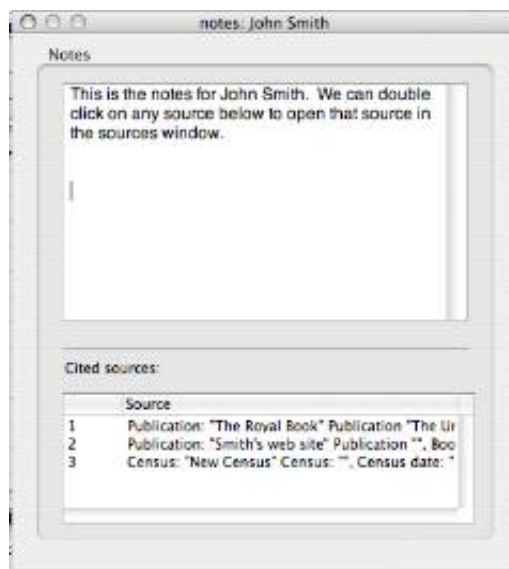 notes: John Smith
Notes
This is the notes for John Smith. We can double
click on any source below to open that source in
the sources window.
Cited sources:
Source
1 Publication: "The Royal Book" Publication "The Ur
2 Publication: "Smith's web site" Publication "", Boo
3 Census: "New Census" Census: "", Census date: "